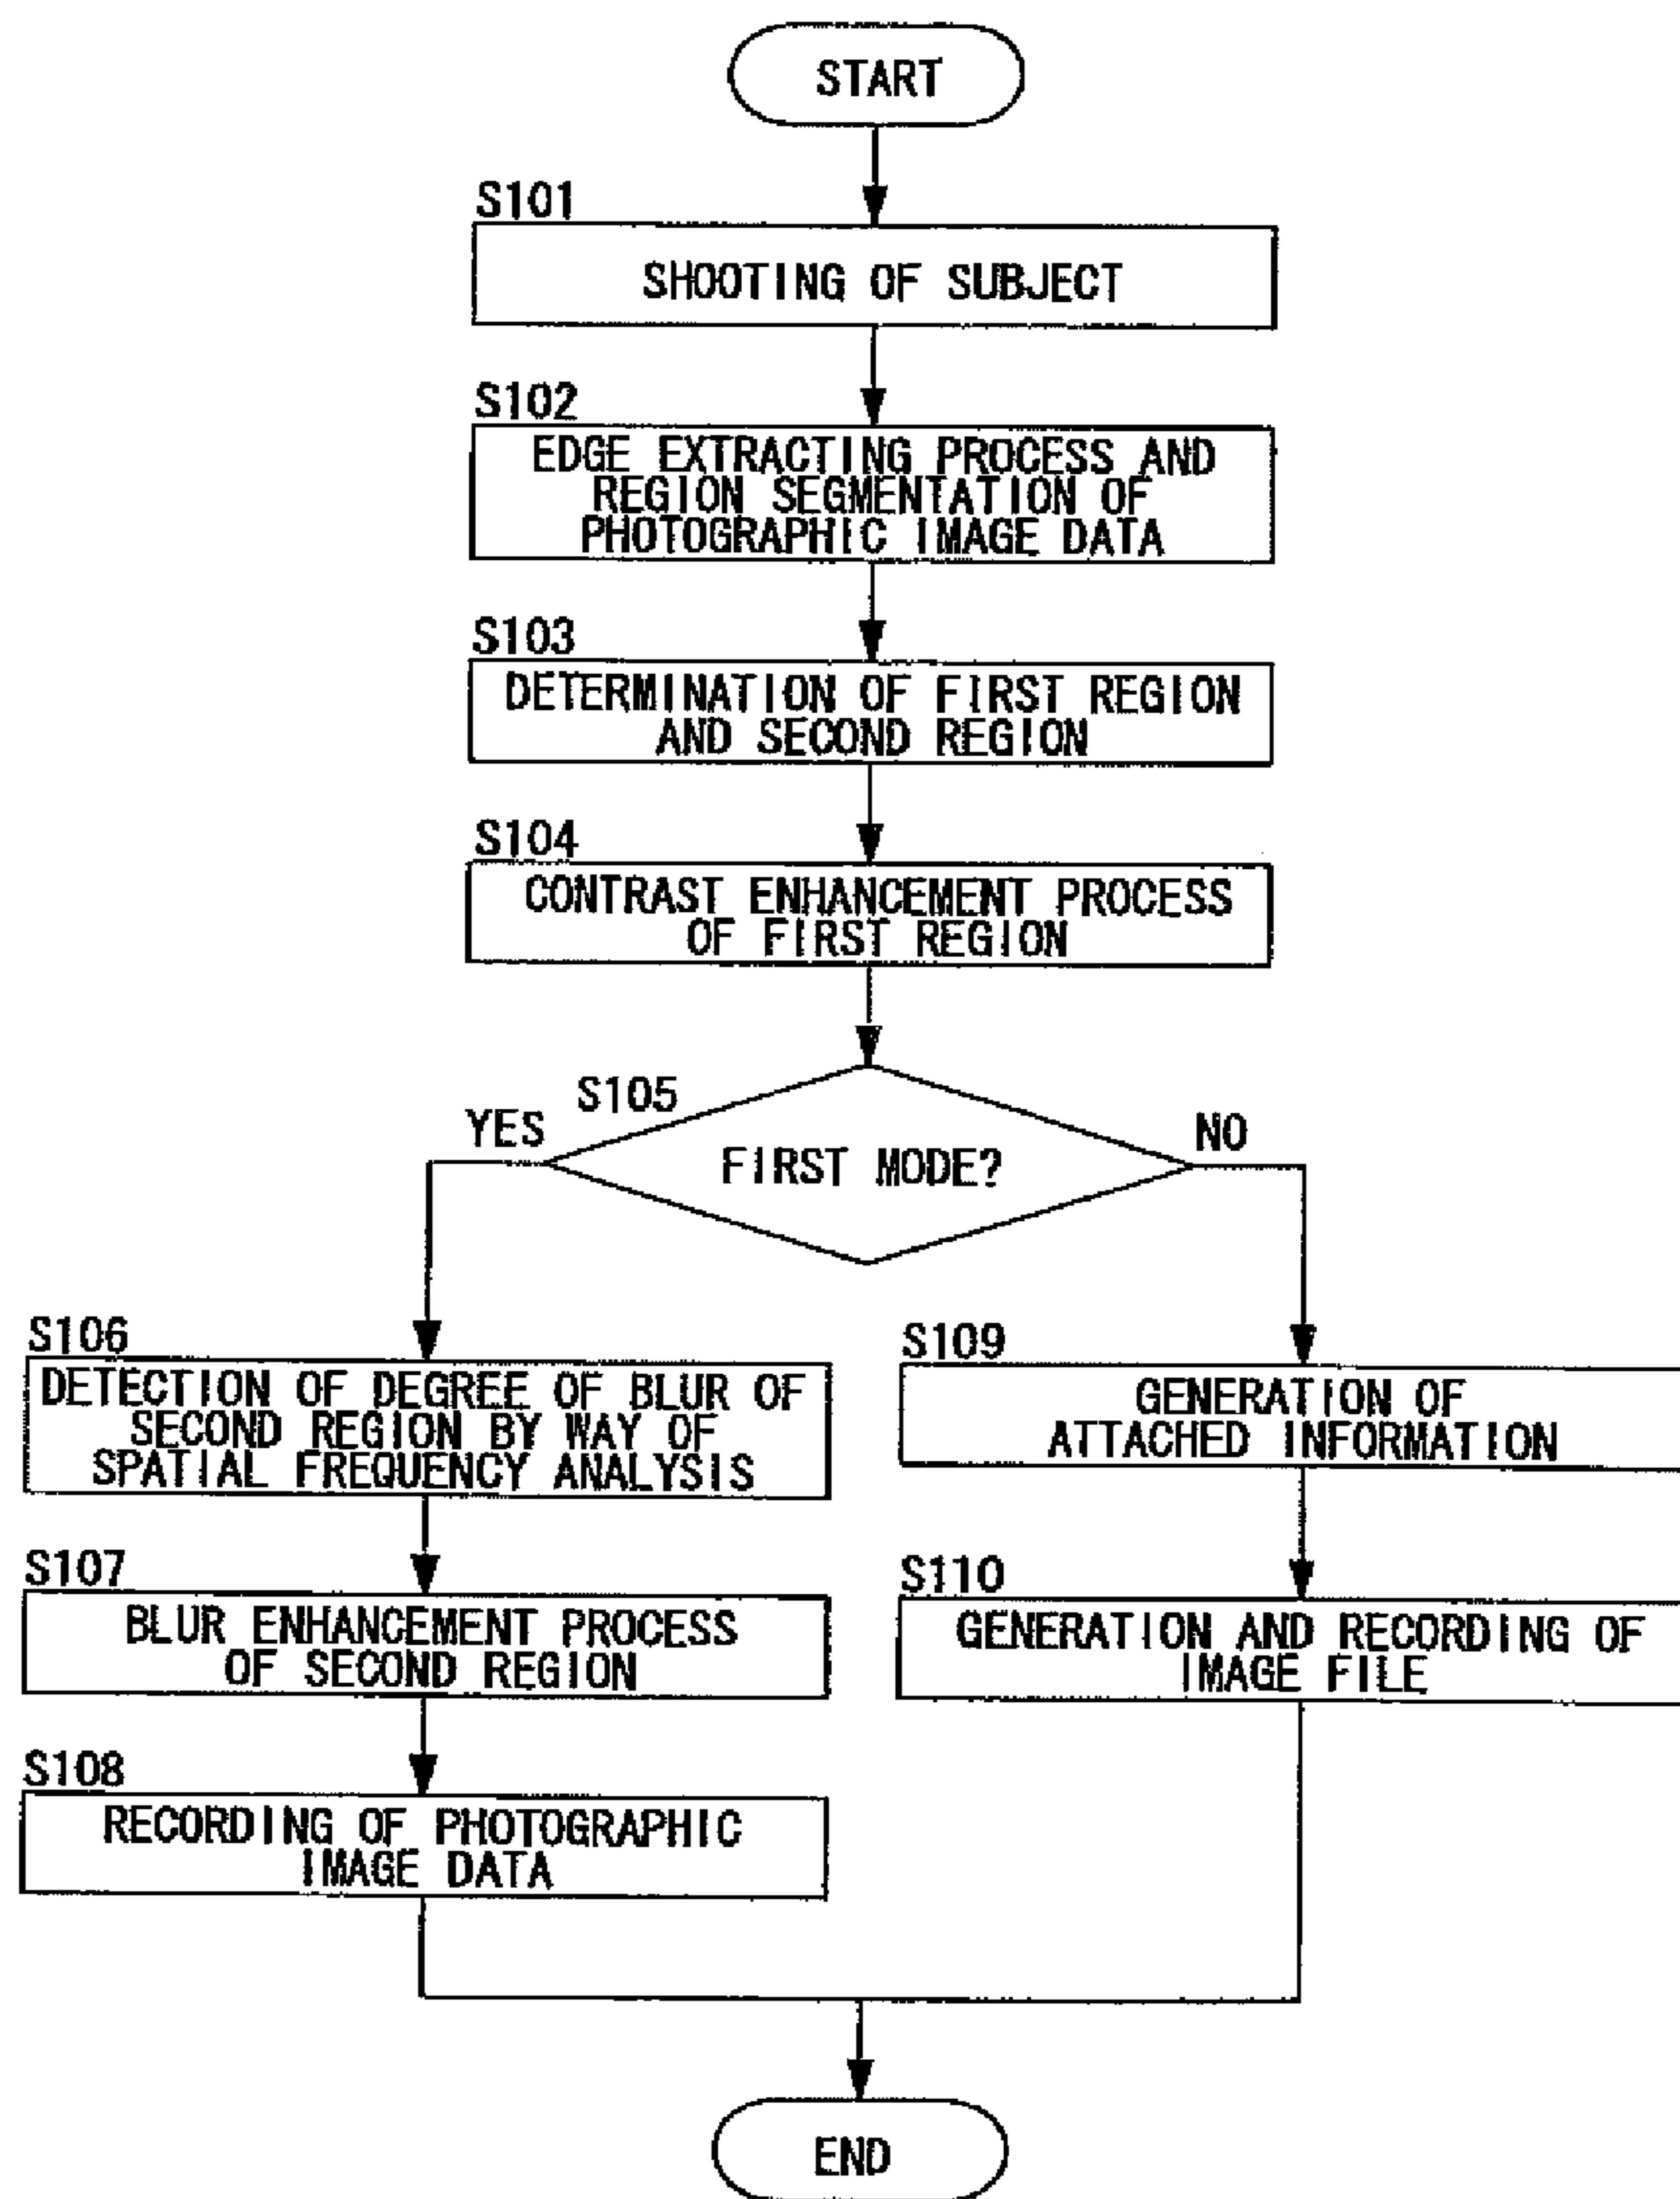 START
S101
SHOOTING OF SUBJECT
S102
EDGE EXTRACTING PROCESS AND
REGION SEGMENTATION OF
PHOTOGRAPHIC IMAGE DATA
S103
DETERMINATION OF FIRST REGION
AND SECOND REGION
S104
CONTRAST ENHANCEMENT PROCESS
OF FIRST REGION
S105
FIRST MODE?
YES
NO
S106
DETECTION OF DEGREE OF BLUR OF
SECOND REGION BY WAY OF
SPATIAL FREQUENCY ANALYSIS
S107
BLUR ENHANCEMENT PROCESS
OF SECOND REGION
S108
RECORDING OF PHOTOGRAPHIC
IMAGE DATA
S109
GENERATION OF
ATTACHED INFORMATION
S110
GENERATION AND RECORDING OF
IMAGE FILE
END